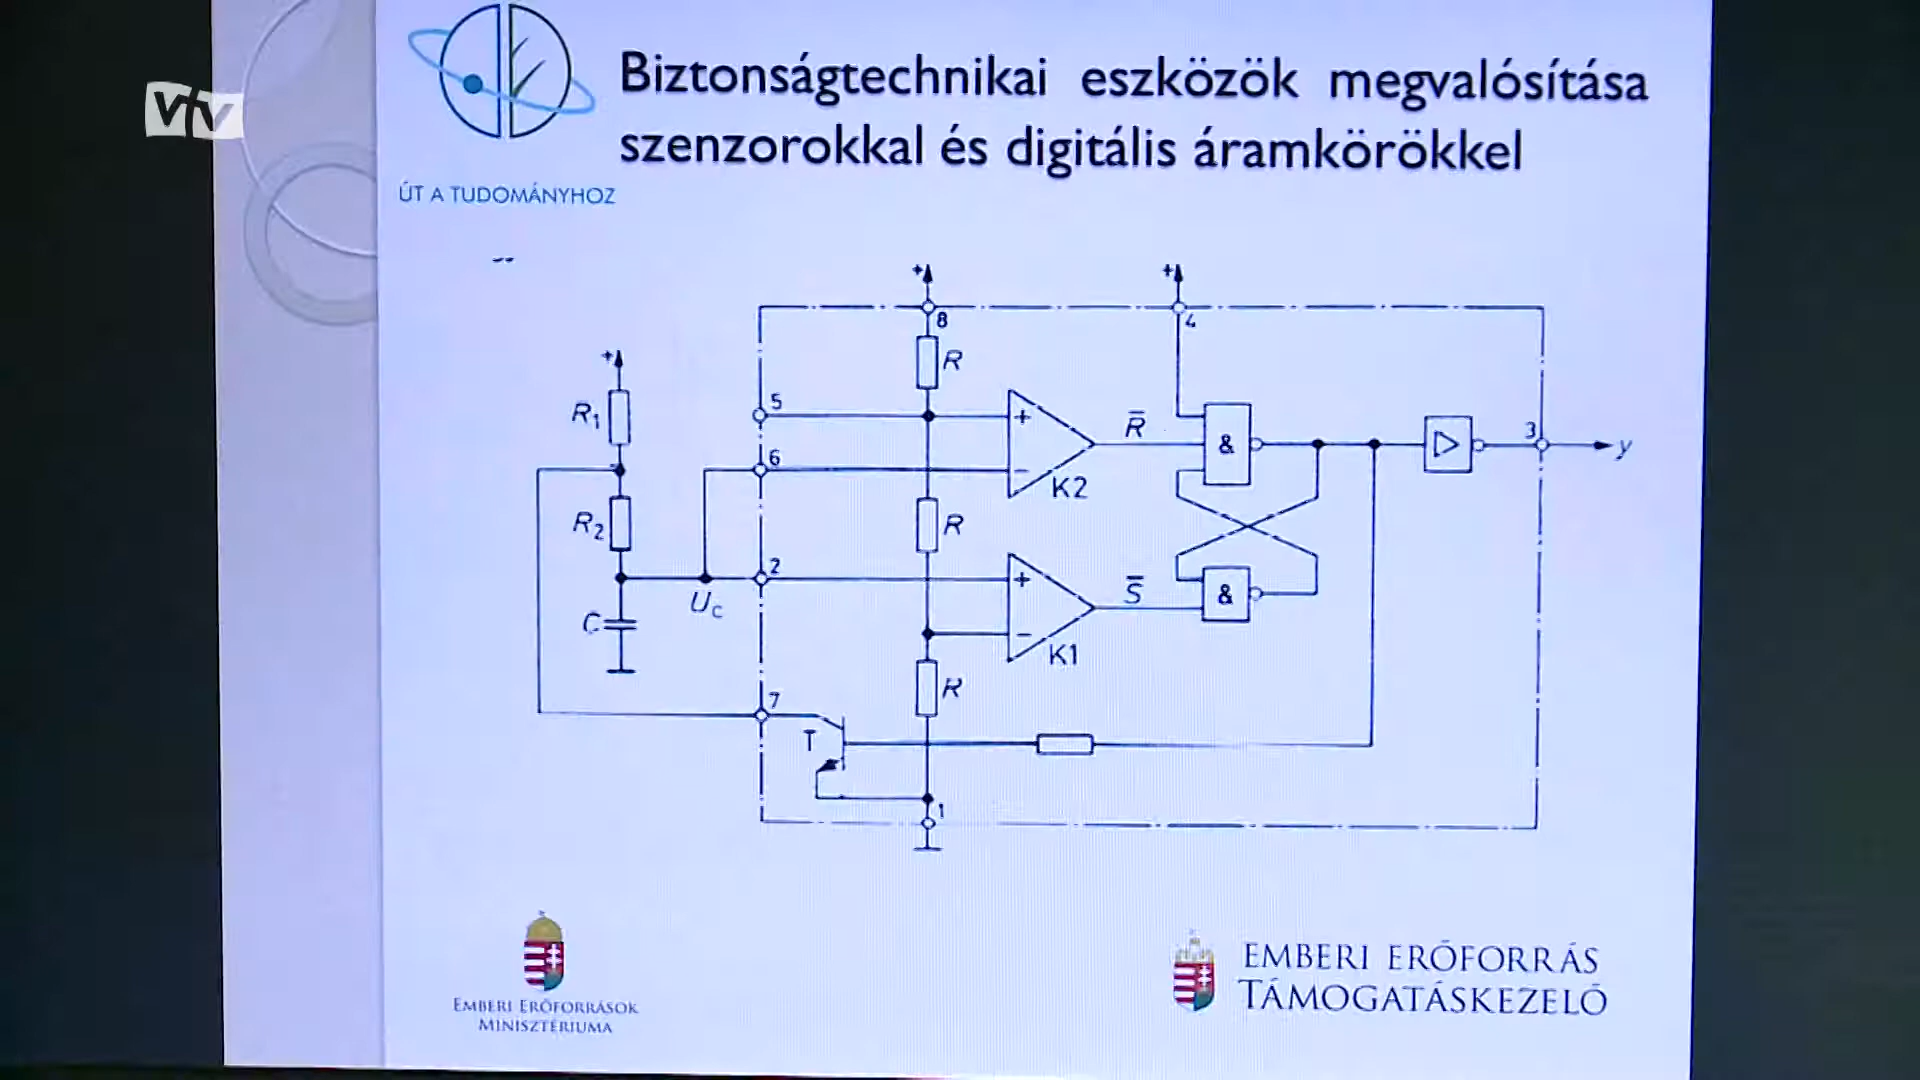 vtv
Biztonságtechnikai eszközök megvalósítása
szenzorokkal és digitális áramkörökkel
ÚT A TUDOMÁNYHOZ
+
+
8
4
R
+
5
R1
+
R̅
&
3
y
6
−
K2
R2
R
2
+
S̅
&
UC
C
−
K1
7
R
T
1
EMBERI ERŐFORRÁSOK
MINISZTÉRIUMA
EMBERI ERŐFORRÁS
TÁMOGATÁSKEZELŐ